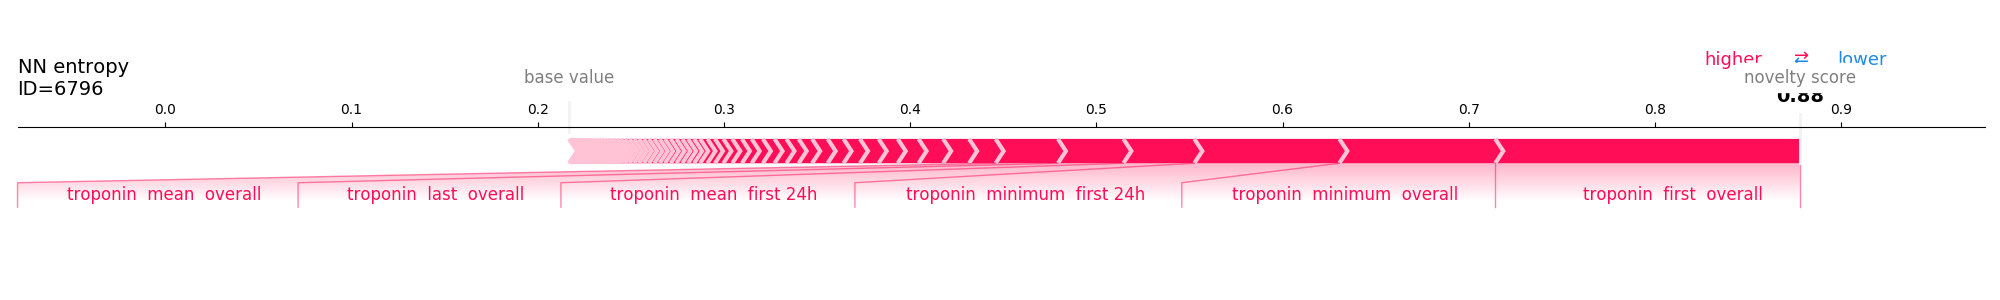 higher ⇄ lower
NN entropy
ID=6796
base value
novelty score
0.88
0.0 0.1 0.2 0.3 0.4 0.5 0.6 0.7 0.8 0.9
troponin mean overall troponin last overall troponin mean first 24h troponin minimum first 24h troponin minimum overall troponin first overall